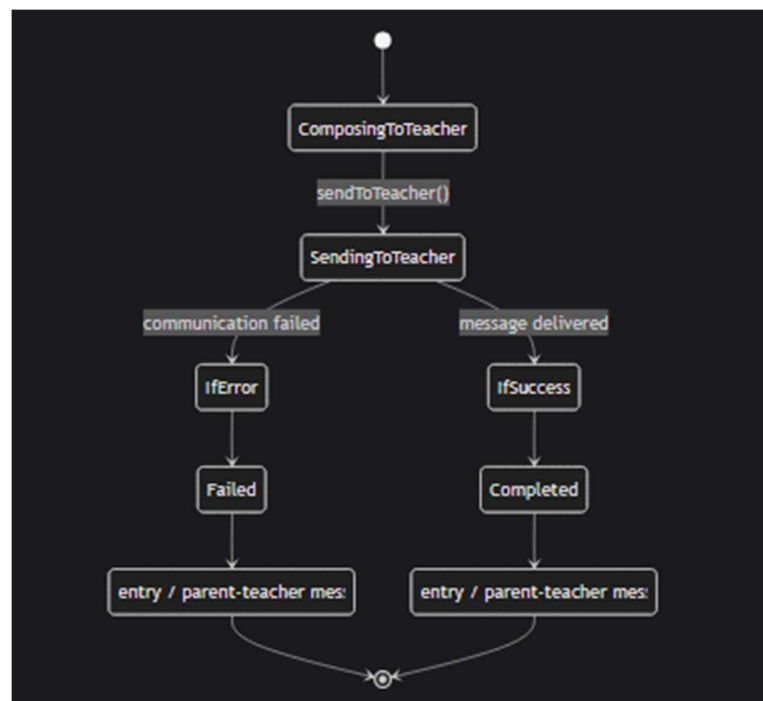 ComposingToTeacher
sendToTeacher()
SendingToTeacher
communication failed
message delivered
IfError
IfSuccess
Failed
Completed
entry / parent-teacher mes
entry / parent-teacher mes